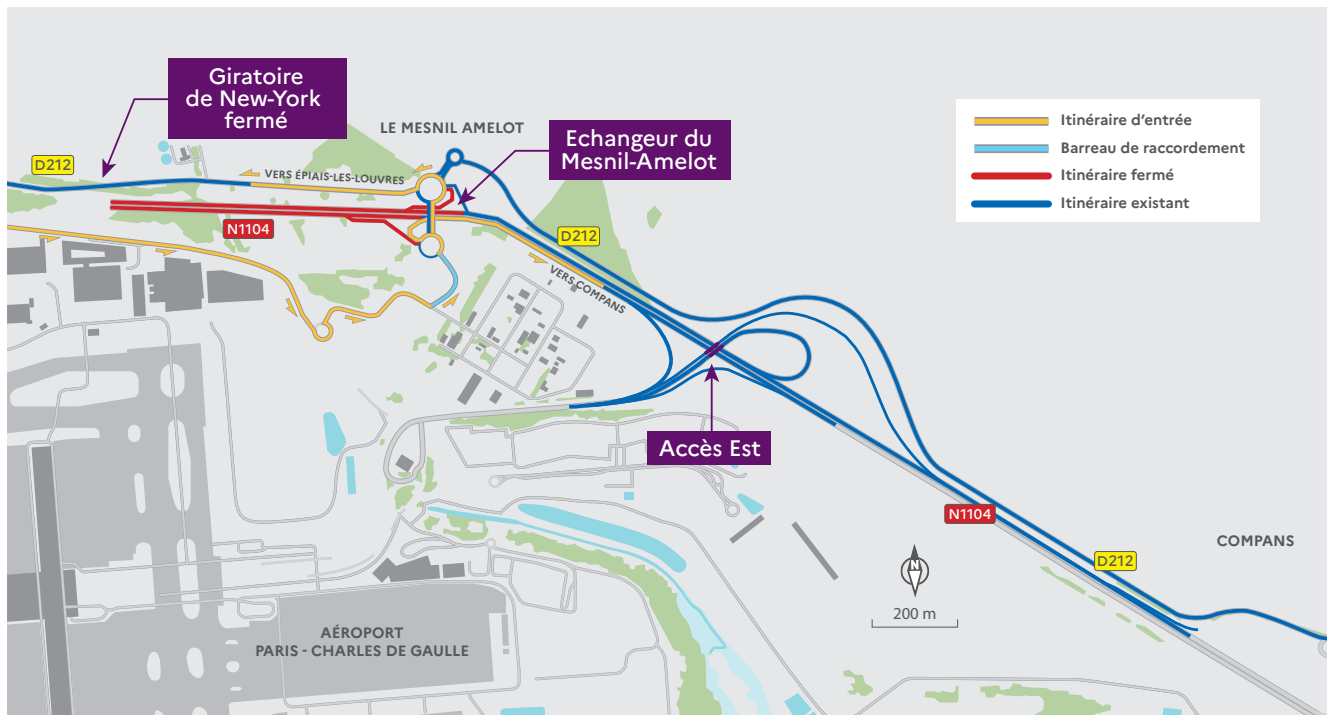 Giratoire
de New-York
fermé
LE MESNIL AMELOT
Echangeur du
Mesnil-Amelot
Itinéraire d'entrée
Barreau de raccordement
Itinéraire fermé
Itinéraire existant
D212
VERS ÉPIAIS-LES-LOUVRES
N1104
D212
VERS COMPANS
Accès Est
N1104
COMPANS
D212
N
200 m
AÉROPORT
PARIS - CHARLES DE GAULLE